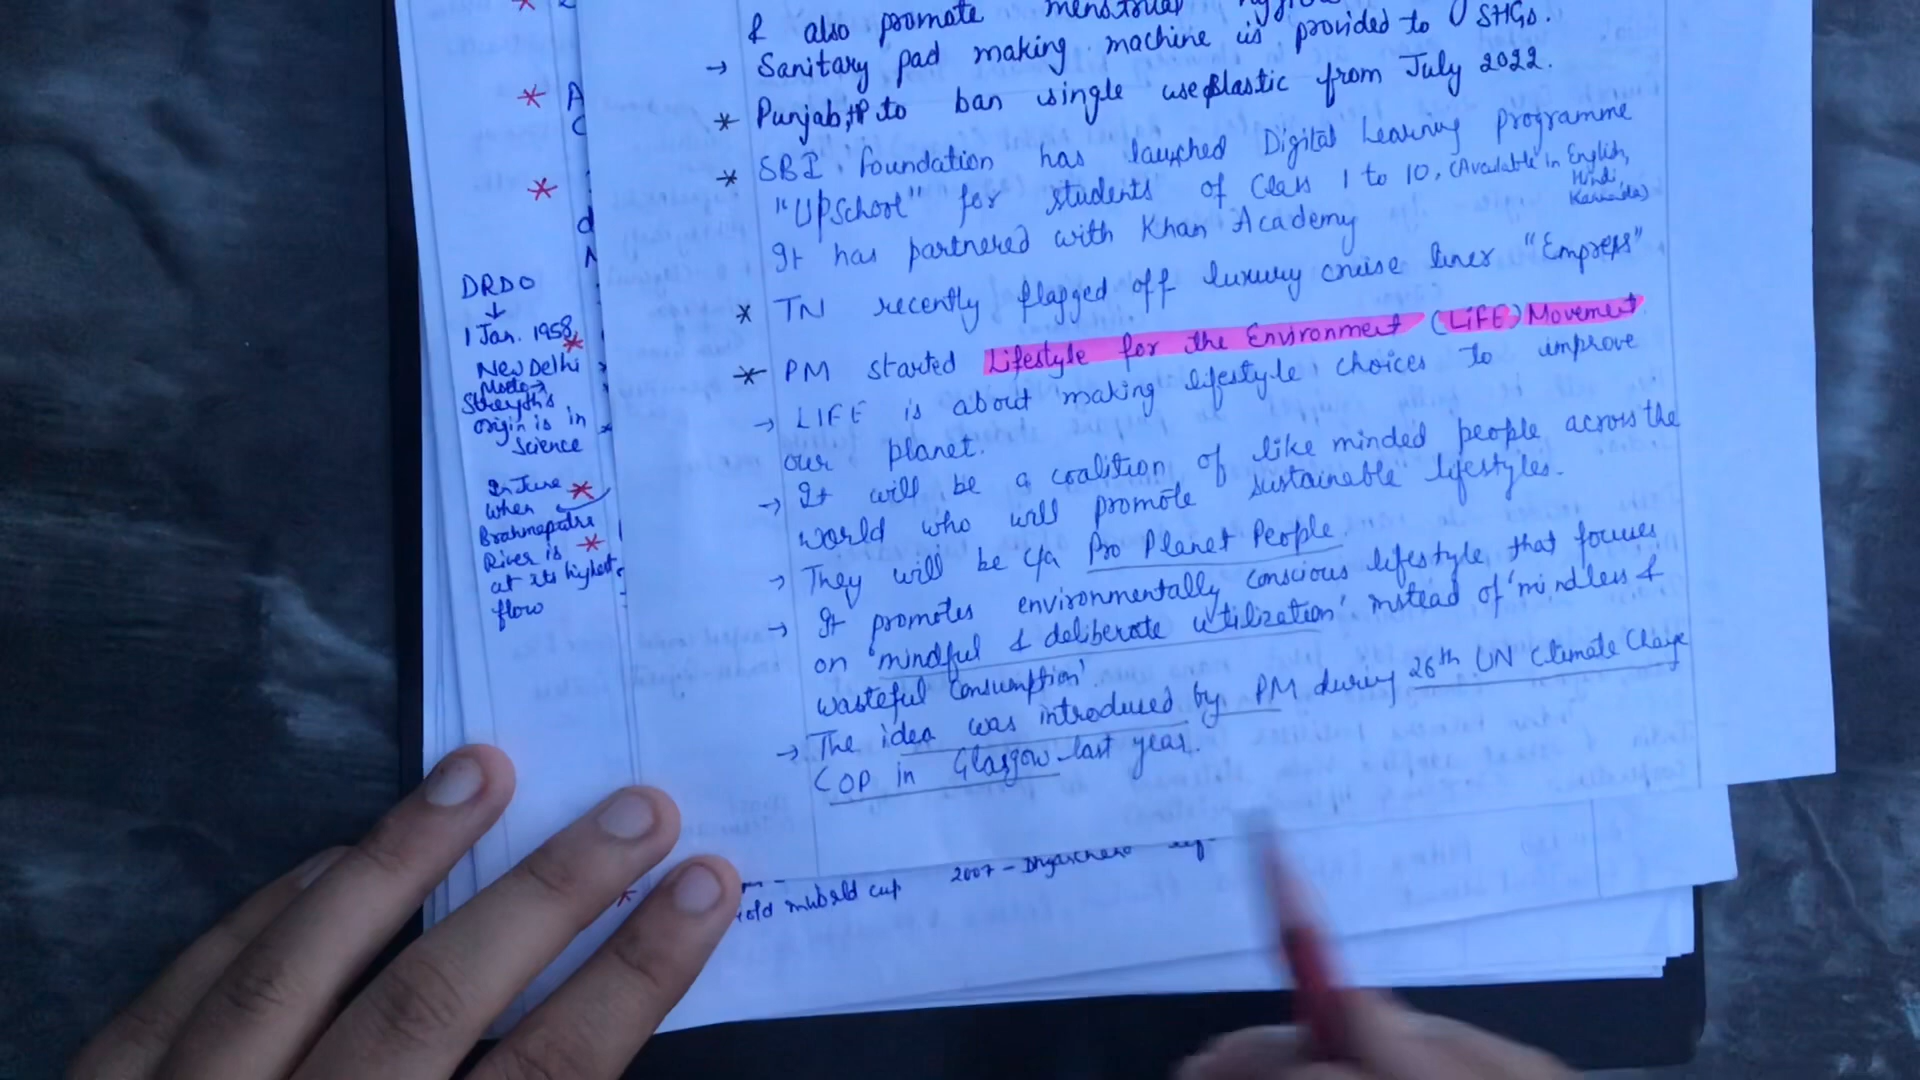 & also promote menstrual
→ Sanitary pad making machine is provided to SHGs.
* Punjab, HP to ban single use plastic from July 2022.
* SBI foundation has launched Digital Learning programme
"UpSchool" for students of Class 1 to 10. (Available in English,
Hindi,
Kannada)
It has partnered with Khan Academy
* TN recently flagged off luxury cruise liner "Empress"
* PM started Lifestyle for the Environment (LiFE) Movement
→ LIFE is about making lifestyle choices to improve
our planet.
→ It will be a coalition of like minded people across the
world who will promote sustainable lifestyles.
→ They will be c/a Pro Planet People
→ It promotes environmentally conscious lifestyle that focuses
on 'mindful & deliberate utilization' instead of 'mindless &
wasteful consumption'.
→ The idea was introduced by PM during 26th UN Climate Change
COP in Glasgow last year.
DRDO
↓
1 Jan. 1958
New Delhi
Moto →
Strength's
origin is in
Science
In June
when
Brahmaputra
River is
at its highest
flow
cup 2007 -